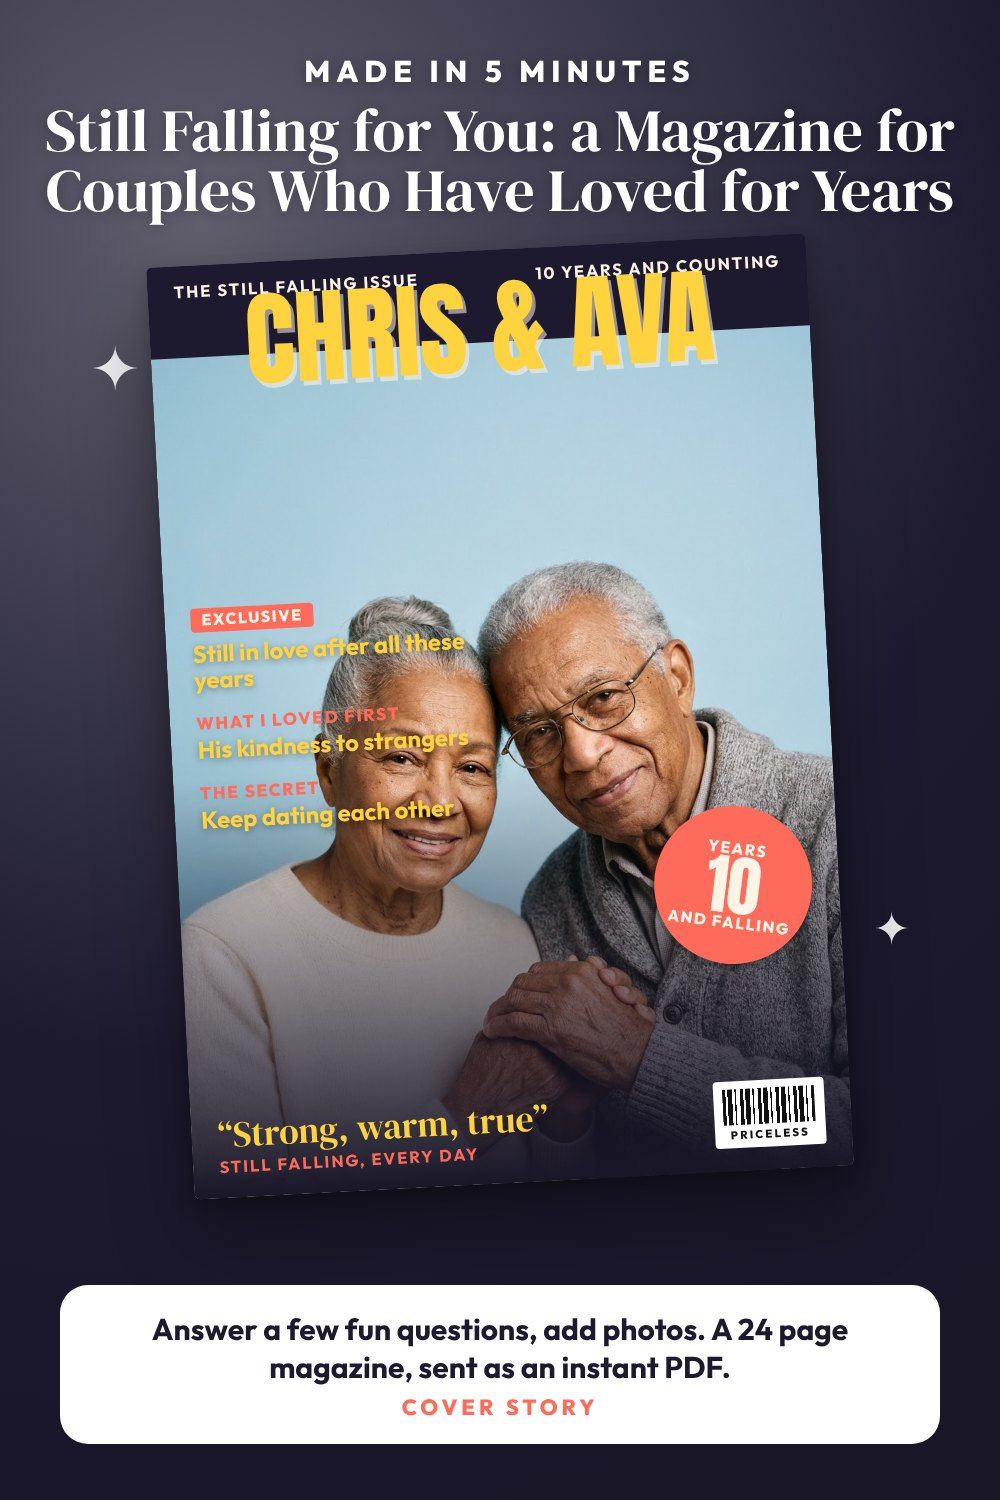 MADE IN 5 MINUTES
Still Falling for You: a Magazine for
Couples Who Have Loved for Years
THE STILL FALLING ISSUE
10 YEARS AND COUNTING
CHRIS & AVA
EXCLUSIVE
Still in love after all these
years
WHAT I LOVED FIRST
His kindness to strangers
THE SECRET
Keep dating each other
YEARS
10
AND FALLING
“Strong, warm, true”
STILL FALLING, EVERY DAY
PRICELESS
Answer a few fun questions, add photos. A 24 page
magazine, sent as an instant PDF.
COVER STORY